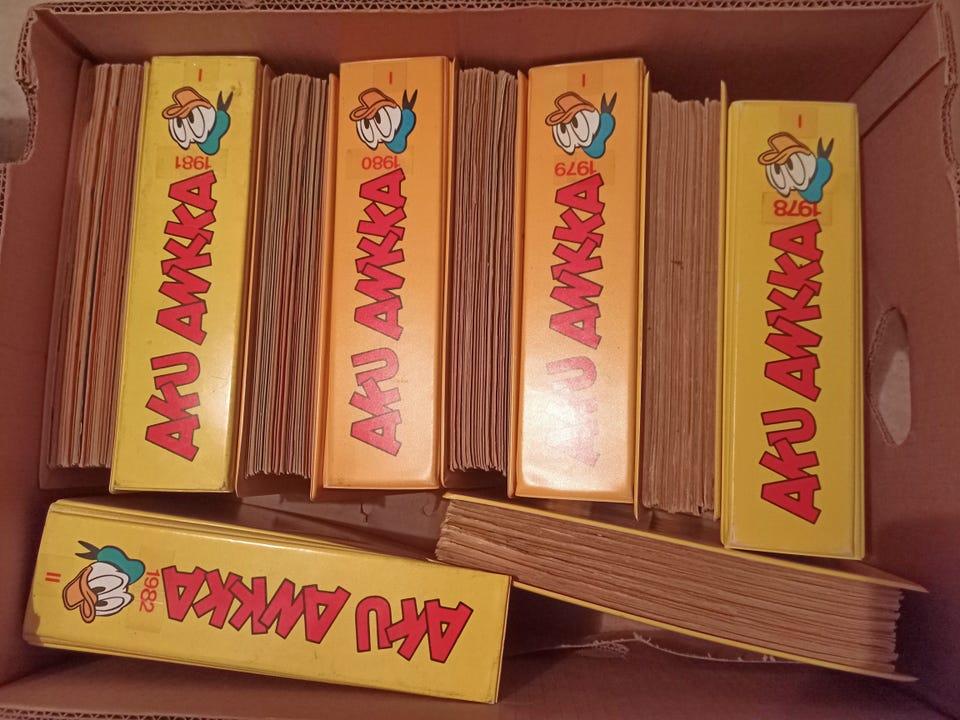 AKU ANKKA 1981 I
AKU ANKKA 1980 I
AKU ANKKA 1979 I
AKU ANKKA 1978 I
AKU ANKKA 1982 II